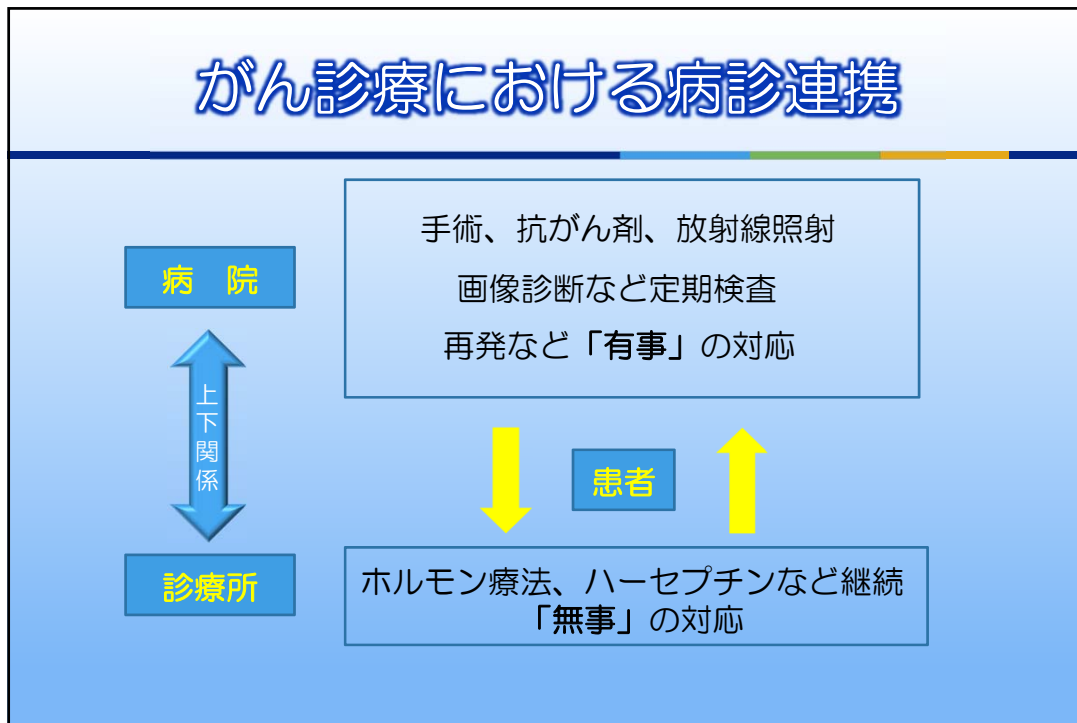 がん診療における病診連携
病　院
手術、抗がん剤、放射線照射
画像診断など定期検査
再発など「有事」の対応
上下関係
患者
診療所
ホルモン療法、ハーセプチンなど継続
「無事」の対応